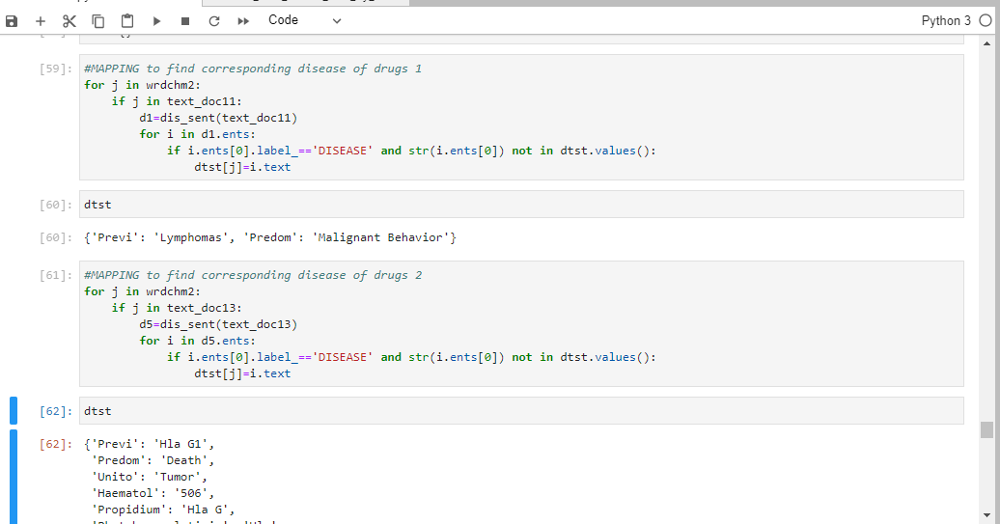 Code
Python 3
[59]:
#MAPPING to find corresponding disease of drugs 1
for j in wrdchm2:
    if j in text_doc11:
        d1=dis_sent(text_doc11)
        for i in d1.ents:
            if i.ents[0].label_=='DISEASE' and str(i.ents[0]) not in dtst.values():
                dtst[j]=i.text
[60]: dtst
[60]: {'Previ': 'Lymphomas', 'Predom': 'Malignant Behavior'}
[61]:
#MAPPING to find corresponding disease of drugs 2
for j in wrdchm2:
    if j in text_doc13:
        d5=dis_sent(text_doc13)
        for i in d5.ents:
            if i.ents[0].label_=='DISEASE' and str(i.ents[0]) not in dtst.values():
                dtst[j]=i.text
[62]: dtst
[62]: {'Previ': 'Hla G1',
 'Predom': 'Death',
 'Unito': 'Tumor',
 'Haematol': '506',
 'Propidium': 'Hla G',